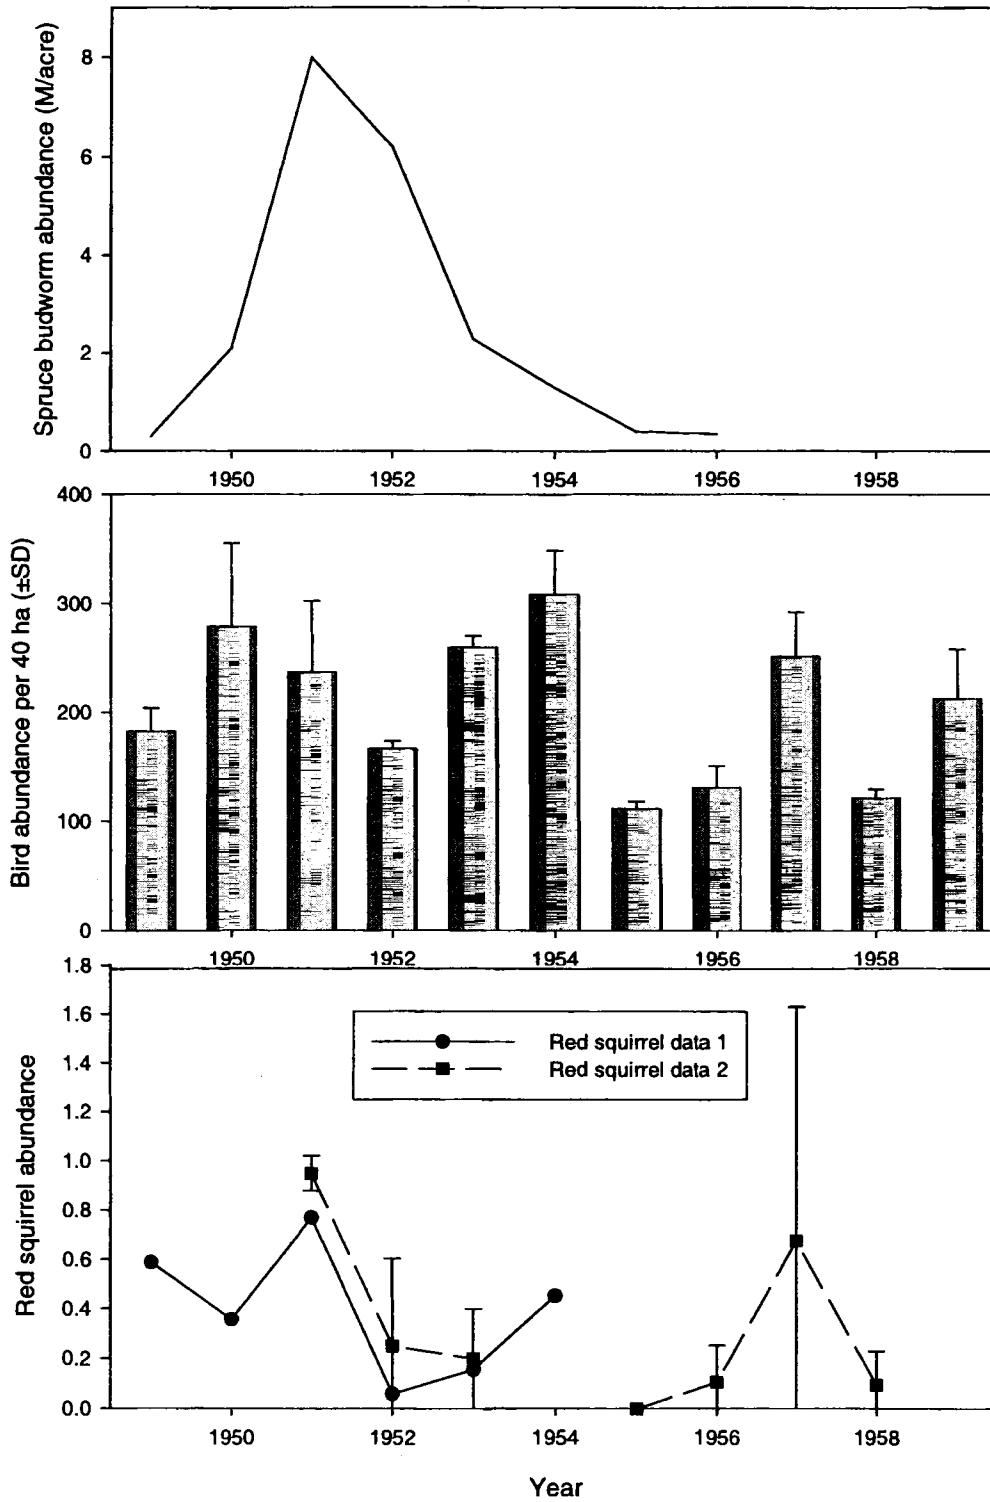 Spruce budworm abundance (M/acre)
8
6
4
2
0
1950 1952 1954 1956 1958
Bird abundance per 40 ha (±SD)
400
300
200
100
0
1950 1952 1954 1956 1958
Red squirrel abundance
1.8
1.6
1.4
1.2
1.0
0.8
0.6
0.4
0.2
0.0
Red squirrel data 1
Red squirrel data 2
1950 1952 1954 1956 1958
Year